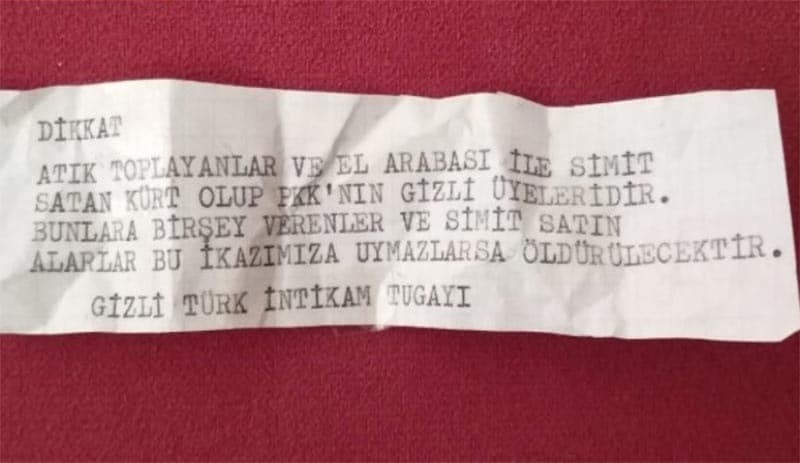 DİKKAT
ATIK TOPLAYANLAR VE EL ARABASI İLE SİMİT
SATAN KÜRT OLUP PKK'NIN GİZLİ ÜYELERİDİR.
BUNLARA BİRŞEY VERENLER VE SİMİT SATIN
ALARLAR BU İKAZIMIZA UYMAZLARSA ÖLDÜRÜLECEKTİR.
GİZLİ TÜRK İNTİKAM TUGAYI